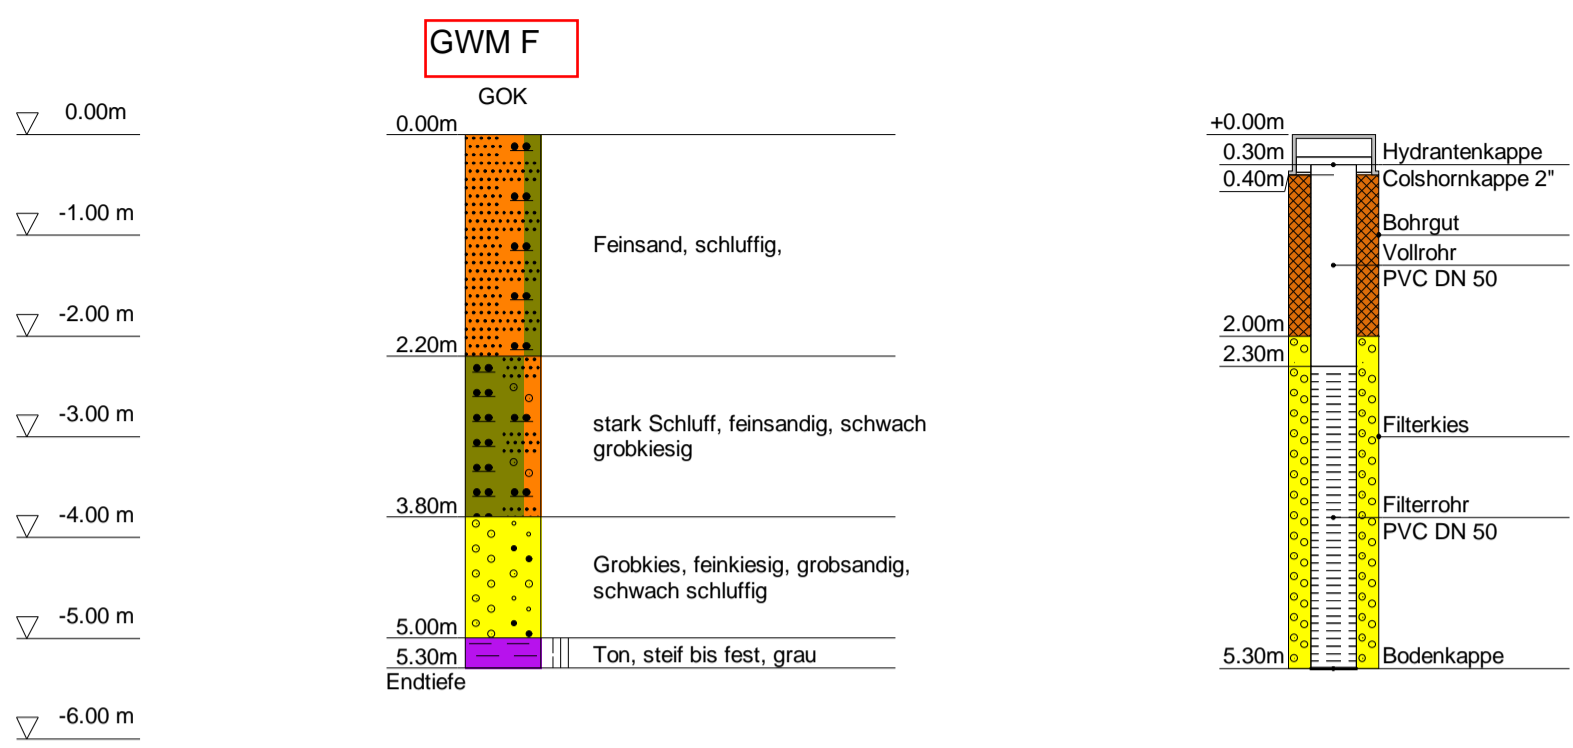 GWM F
GOK
0.00m
-1.00 m
-2.00 m
-3.00 m
-4.00 m
-5.00 m
-6.00 m
0.00m
2.20m
3.80m
5.00m
5.30m
Endtiefe
Feinsand, schluffig,
stark Schluff, feinsandig, schwach
grobkiesig
Grobkies, feinkiesig, grobsandig,
schwach schluffig
Ton, steif bis fest, grau
+0.00m
0.30m
0.40m
2.00m
2.30m
5.30m
Hydrantenkappe
Colshornkappe 2"
Bohrgut
Vollrohr
PVC DN 50
Filterkies
Filterrohr
PVC DN 50
Bodenkappe